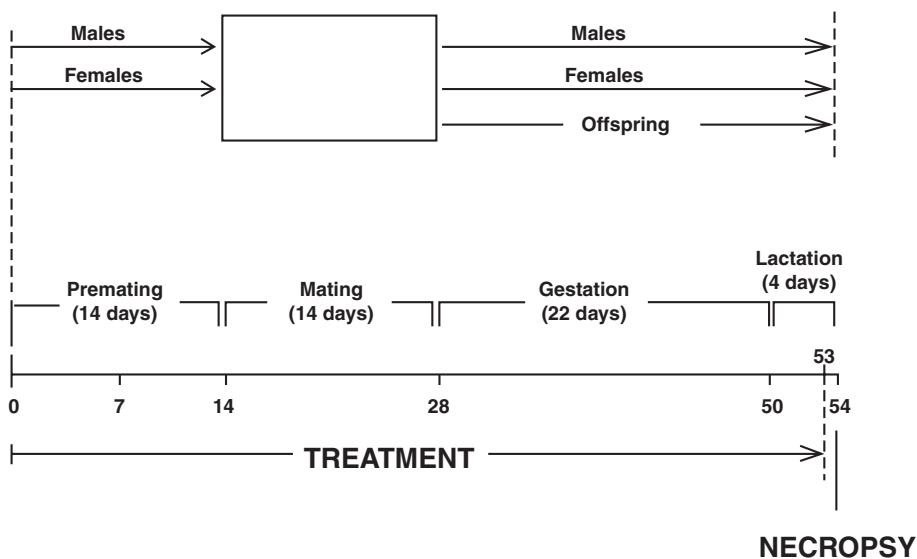 Males
Males
Females
Females
Offspring
Lactation
(4 days)
Premating
(14 days)
Mating
(14 days)
Gestation
(22 days)
53
0
7
14
28
50
54
TREATMENT
NECROPSY